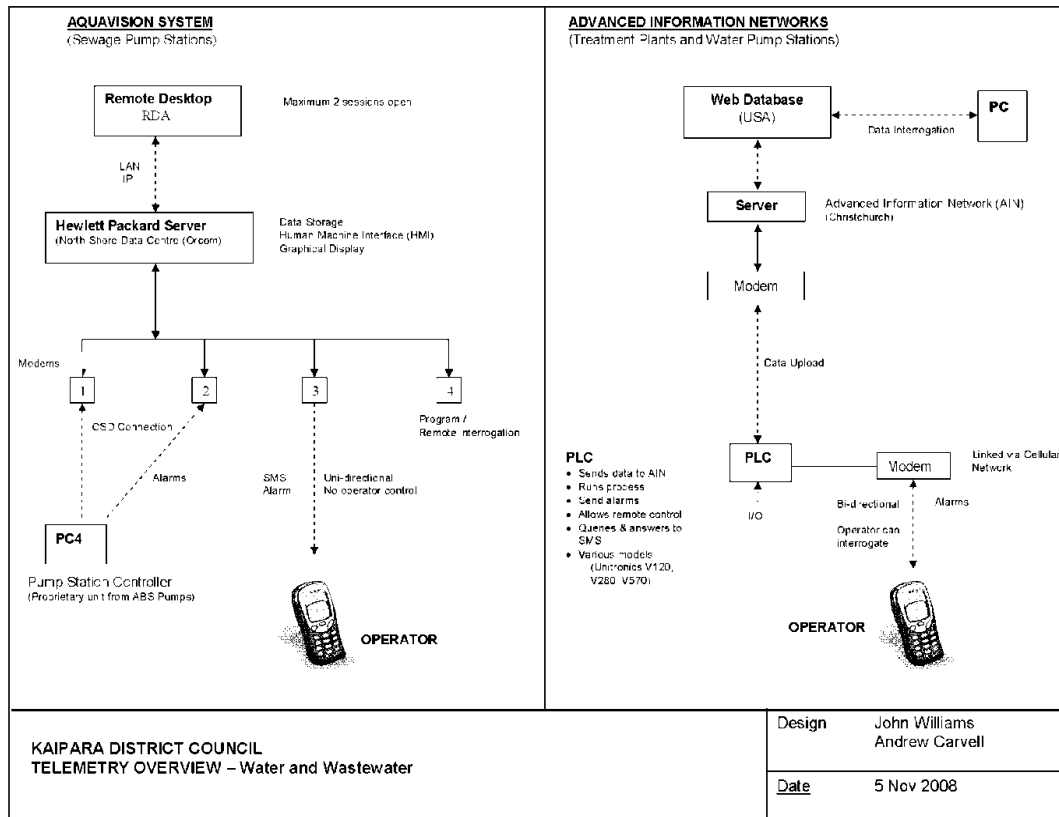 AQUAVISION SYSTEM
(Sewage Pump Stations)
Remote Desktop
RDA
Maximum 2 sessions open
LAN
IP
Hewlett Packard Server
(North Shore Data Centre (Orcom)
Data Storage
Human Machine Interface (HMI)
Graphical Display
Modems
1
2
3
4
CSD Connection
Program /
Remote Interrogation
Alarms
SMS
Alarm
Uni-directional
No operator control
PC4
Pump Station Controller
(Proprietary unit from ABS Pumps)
OPERATOR
ADVANCED INFORMATION NETWORKS
(Treatment Plants and Water Pump Stations)
Web Database
(USA)
PC
Data Interrogation
Server
Advanced Information Network (AIN)
(Christchurch)
Modem
Data Upload
PLC
• Sends data to AIN
• Runs process
• Send alarms
• Allows remote control
• Queries & answers to
SMS
• Various models
(Unitronics V120,
V280, V570)
PLC
I/O
Modem
Linked via Cellular
Network
Bi-directional
Alarms
Operator can
interrogate
OPERATOR
KAIPARA DISTRICT COUNCIL
TELEMETRY OVERVIEW – Water and Wastewater
Design John Williams
Andrew Carvell
Date 5 Nov 2008